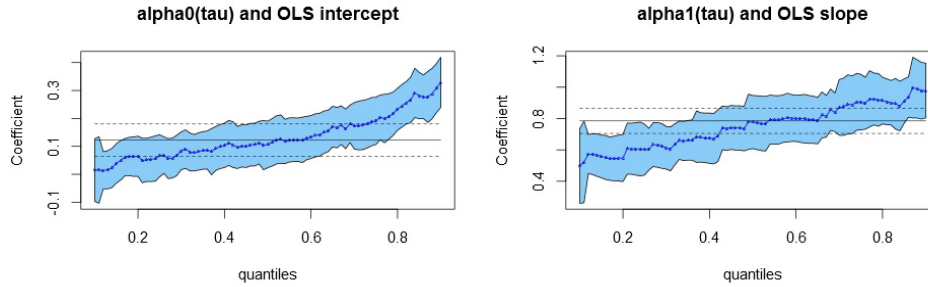 alpha0(tau) and OLS intercept
Coefficient
-0.1 0.1 0.3
0.2 0.4 0.6 0.8
quantiles
alpha1(tau) and OLS slope
Coefficient
0.4 0.8 1.2
0.2 0.4 0.6 0.8
quantiles